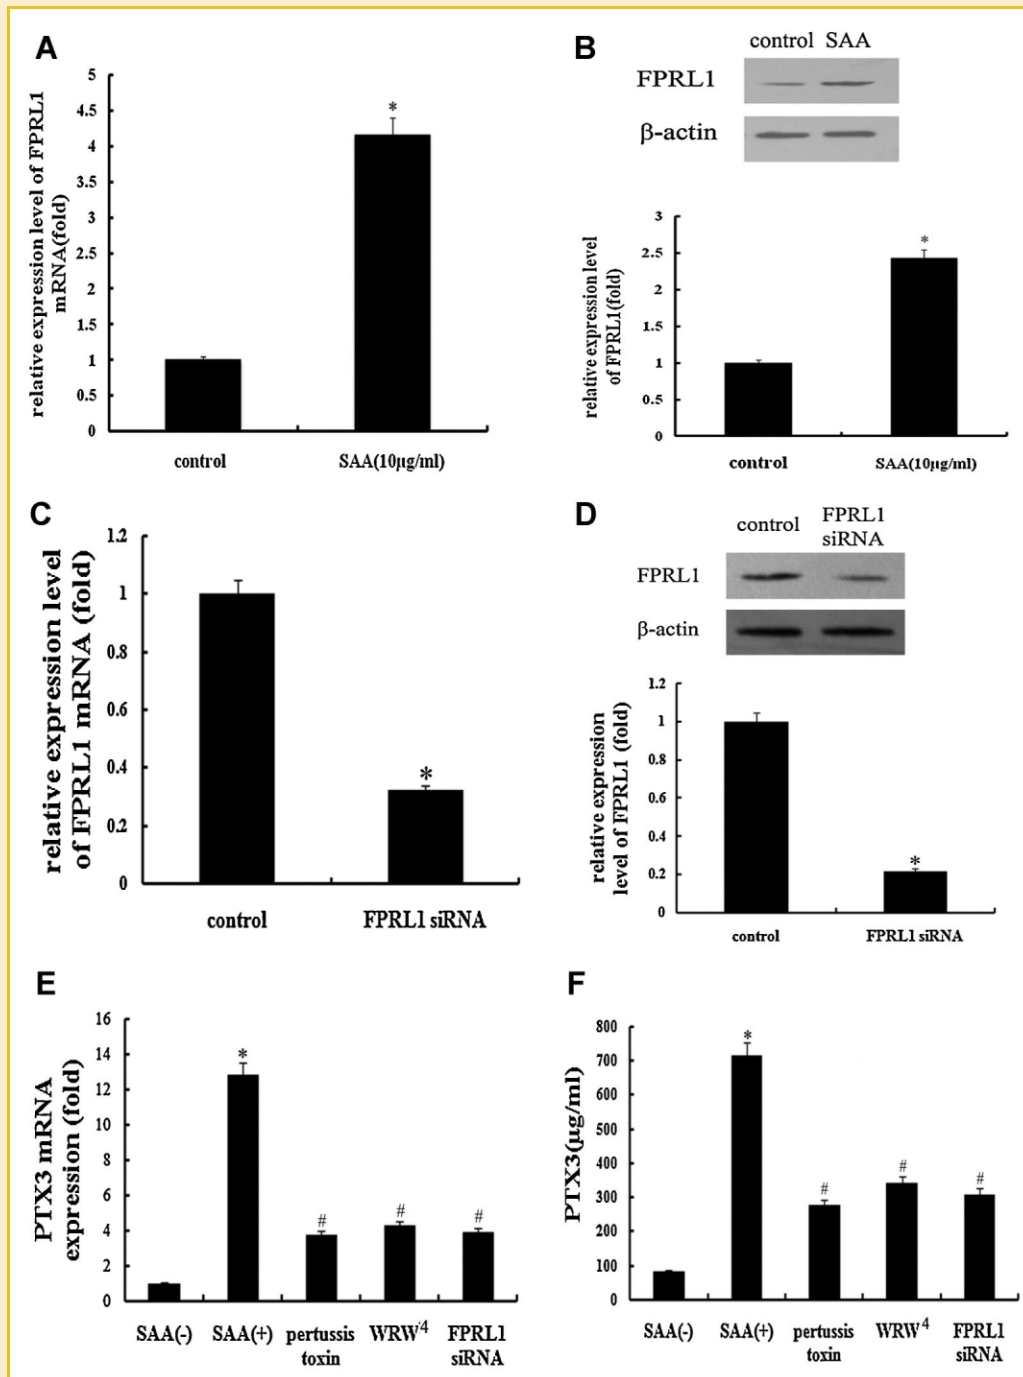 A
relative expression level of FPRL1
mRNA(fold)
5
4.5
4
3.5
3
2.5
2
1.5
1
0.5
0
*
control
SAA(10μg/ml)
B
control SAA
FPRL1
β-actin
relative expression level
of FPRL1(fold)
3
2.5
2
1.5
1
0.5
0
*
control
SAA(10μg/ml)
C
relative expression level
of FPRL1 mRNA (fold)
1.2
1
0.8
0.6
0.4
0.2
0
*
control
FPRL1 siRNA
D
control
FPRL1
siRNA
FPRL1
β-actin
relative expression
level of FPRL1 (fold)
1.2
1
0.8
0.6
0.4
0.2
0
*
control
FPRL1 siRNA
E
PTX3 mRNA
expression (fold)
16
14
12
10
8
6
4
2
0
*
#
#
#
SAA(-)
SAA(+)
pertussis
toxin
WRW4
FPRL1
siRNA
F
PTX3(μg/ml)
800
700
600
500
400
300
200
100
0
*
#
#
#
SAA(-)
SAA(+)
pertussis
toxin
WRW4
FPRL1
siRNA